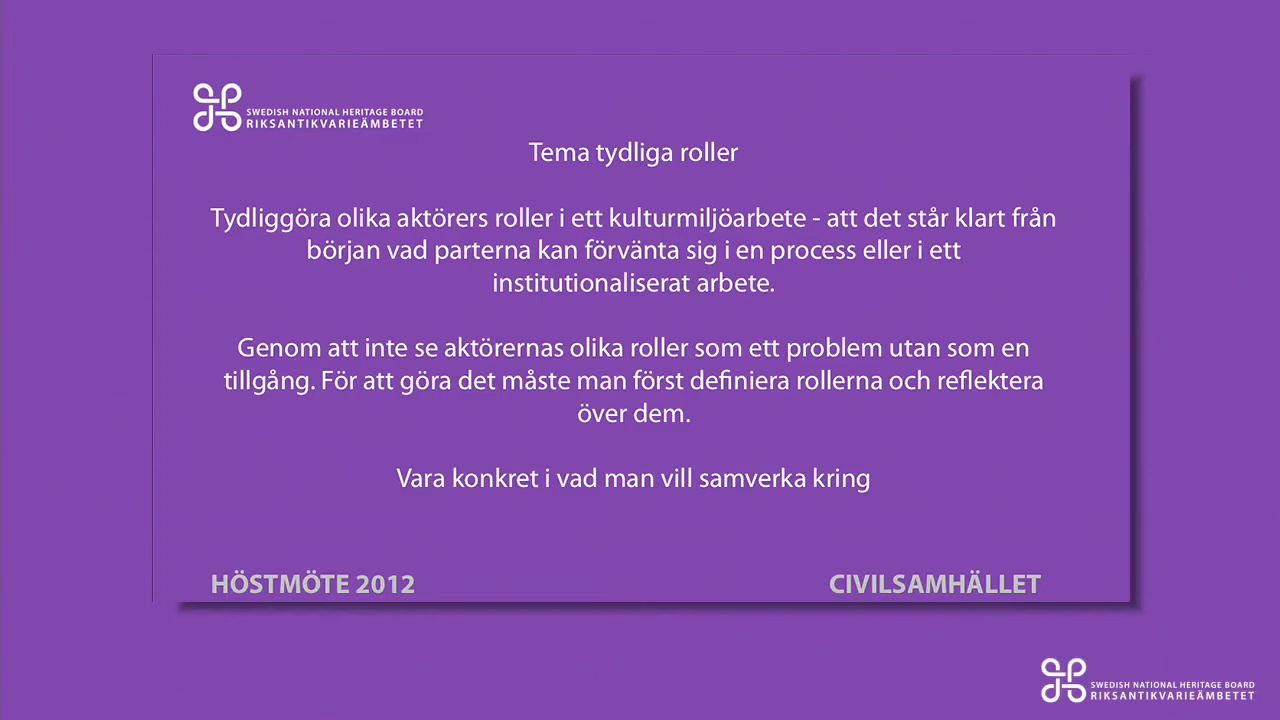 SWEDISH NATIONAL HERITAGE BOARD
RIKSANTIKVARIEÄMBETET
Tema tydliga roller
Tydliggöra olika aktörers roller i ett kulturmiljöarbete - att det står klart från
början vad parterna kan förvänta sig i en process eller i ett
institutionaliserat arbete.
Genom att inte se aktörernas olika roller som ett problem utan som en
tillgång. För att göra det måste man först definiera rollerna och reflektera
över dem.
Vara konkret i vad man vill samverka kring
HÖSTMÖTE 2012
CIVILSAMHÄLLET
SWEDISH NATIONAL HERITAGE BOARD
RIKSANTIKVARIEÄMBETET